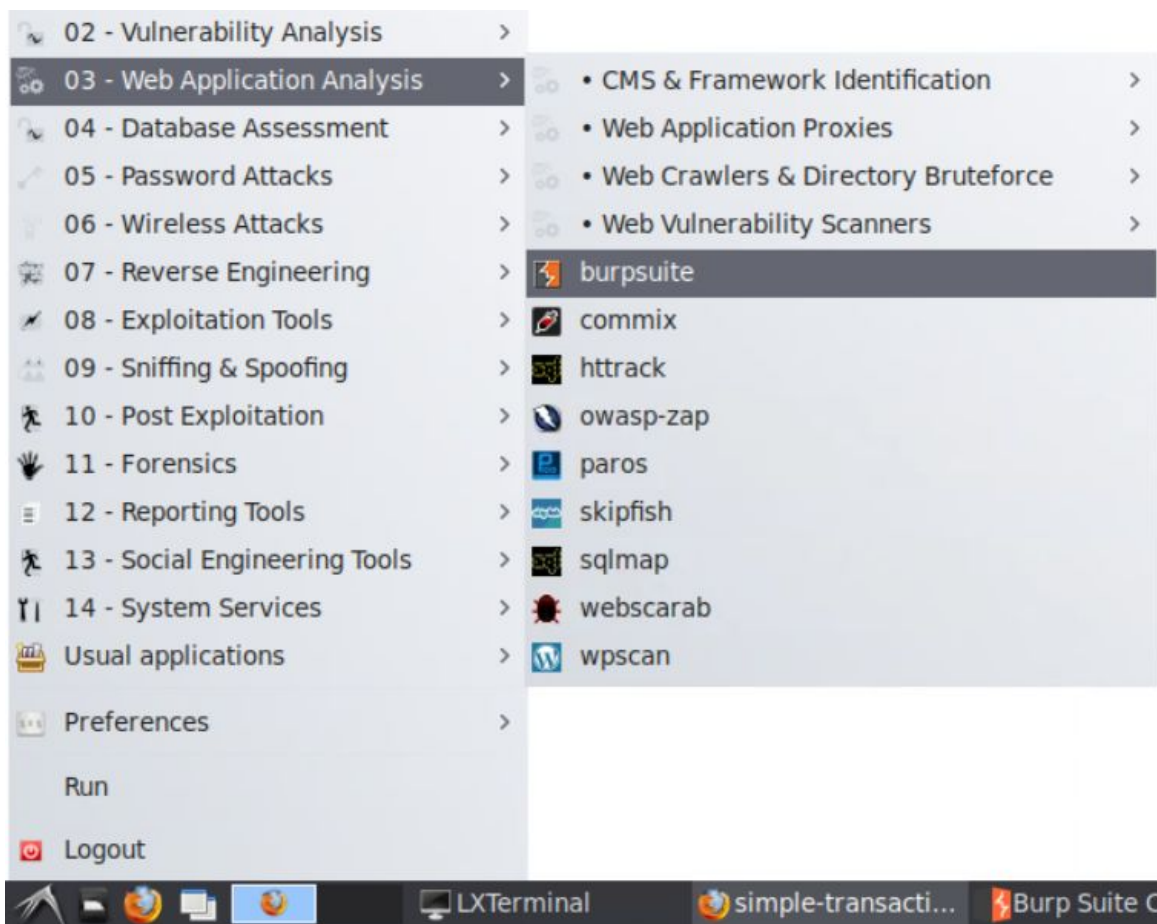 02 - Vulnerability Analysis
03 - Web Application Analysis
04 - Database Assessment
05 - Password Attacks
06 - Wireless Attacks
07 - Reverse Engineering
08 - Exploitation Tools
09 - Sniffing & Spoofing
10 - Post Exploitation
11 - Forensics
12 - Reporting Tools
13 - Social Engineering Tools
14 - System Services
Usual applications
Preferences
Run
Logout
• CMS & Framework Identification
• Web Application Proxies
• Web Crawlers & Directory Bruteforce
• Web Vulnerability Scanners
burpsuite
commix
httrack
owasp-zap
paros
skipfish
sqlmap
webscarab
wpscan
LXTerminal
simple-transacti...
Burp Suite C